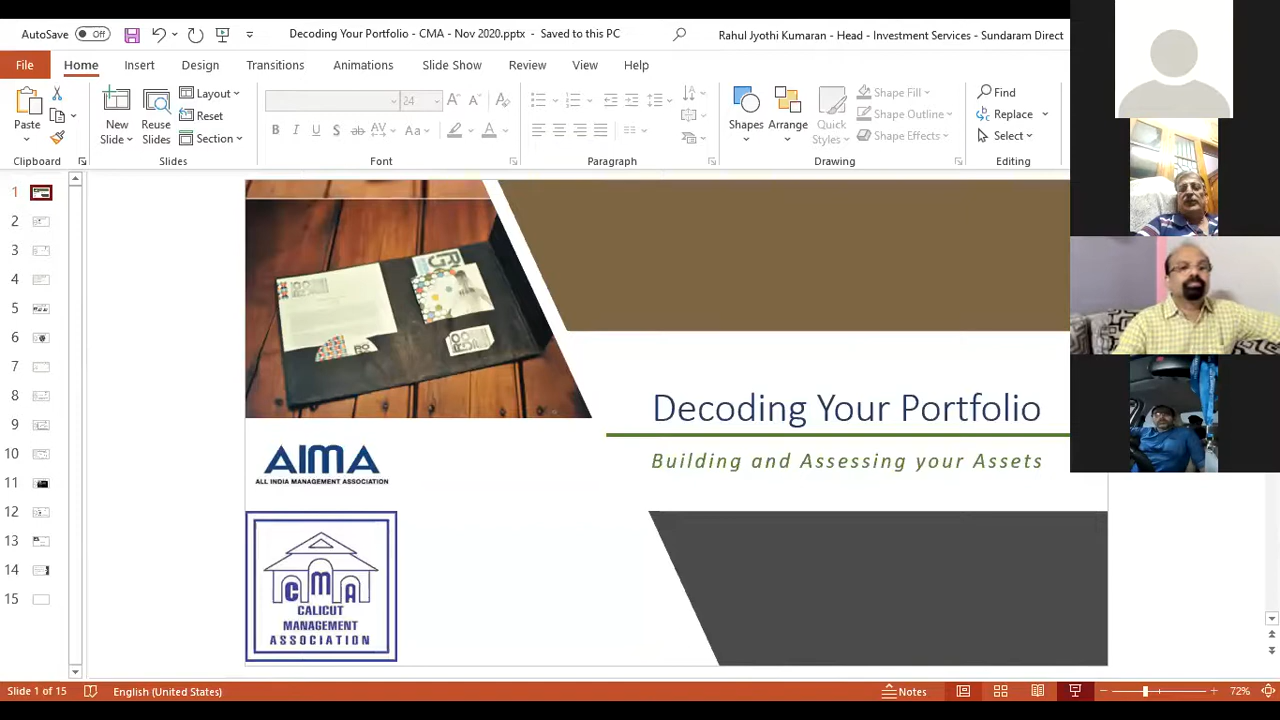 AutoSave Off
Decoding Your Portfolio - CMA - Nov 2020.pptx - Saved to this PC
Rahul Jyothi Kumaran - Head - Investment Services - Sundaram Direct
File Home Insert Design Transitions Animations Slide Show Review View Help
Paste
New Slide
Reuse Slides
Layout
Reset
Section
24
Shapes
Arrange
Quick Styles
Shape Fill
Shape Outline
Shape Effects
Find
Replace
Select
Clipboard Slides Font Paragraph Drawing Editing
1
2
3
4
5
6
7
8
9
10
11
12
13
14
15
Decoding Your Portfolio
Building and Assessing your Assets
AIMA
ALL INDIA MANAGEMENT ASSOCIATION
CMA
CALICUT
MANAGEMENT
ASSOCIATION
Slide 1 of 15 English (United States) Notes 72%